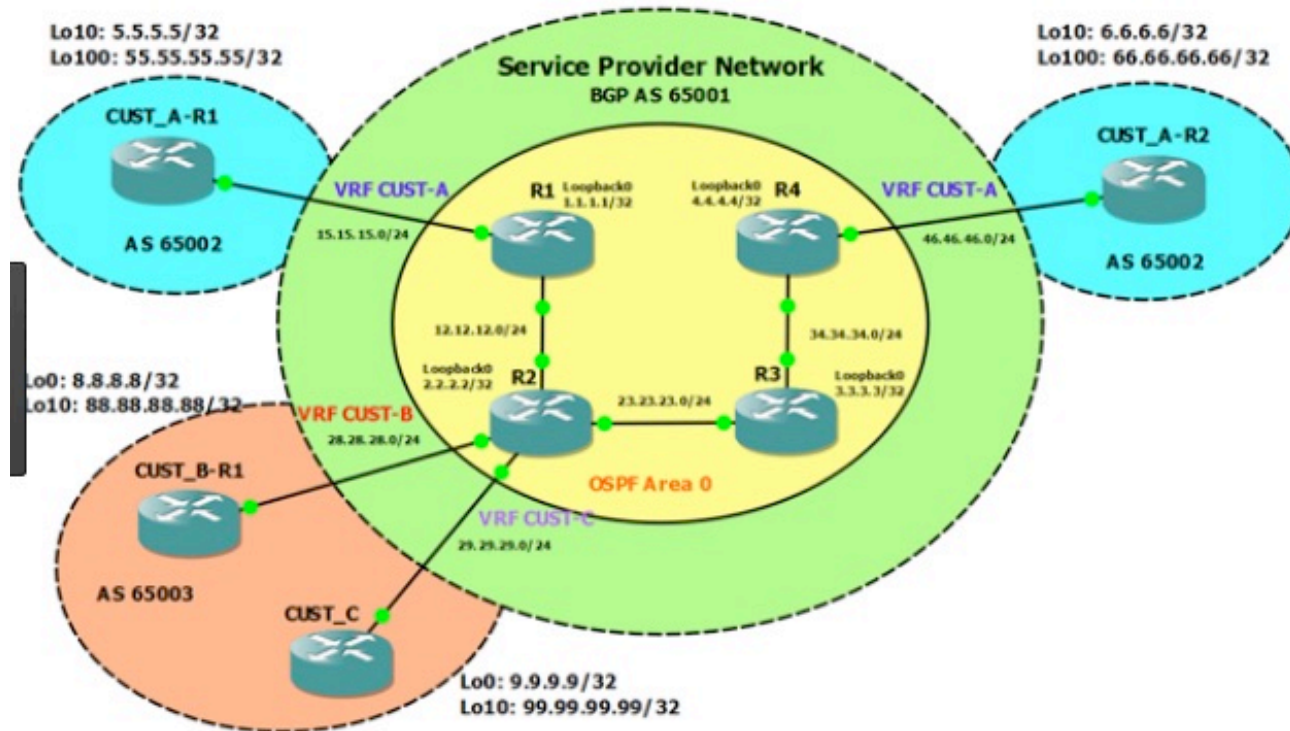 Lo10: 5.5.5.5/32
Lo100: 55.55.55.55/32
Lo10: 6.6.6.6/32
Lo100: 66.66.66.66/32
Service Provider Network
BGP AS 65001
CUST_A-R1
CUST_A-R2
VRF CUST-A
15.15.15.0/24
R1
Loopback0
1.1.1.1/32
Loopback0
4.4.4.4/32
R4
VRF CUST-A
46.46.46.0/24
AS 65002
AS 65002
12.12.12.0/24
34.34.34.0/24
Lo0: 8.8.8.8/32
Lo10: 88.88.88.88/32
Loopback0
2.2.2.2/32
R2
R3
Loopback0
3.3.3.3/32
23.23.23.0/24
VRF CUST-B
28.28.28.0/24
CUST_B-R1
OSPF Area 0
VRF CUST-C
29.29.29.0/24
AS 65003
CUST_C
Lo0: 9.9.9.9/32
Lo10: 99.99.99.99/32